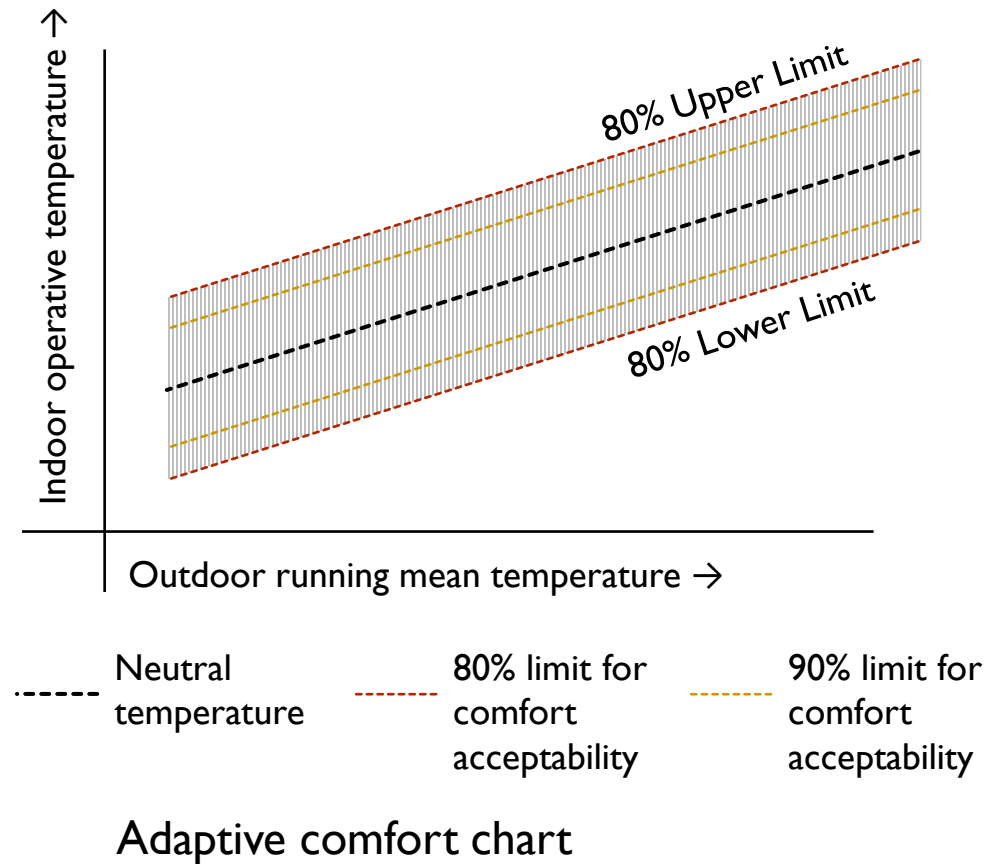 Indoor operative temperature →
80% Upper Limit
80% Lower Limit
Outdoor running mean temperature →
Neutral
temperature
80% limit for
comfort
acceptability
90% limit for
comfort
acceptability
Adaptive comfort chart